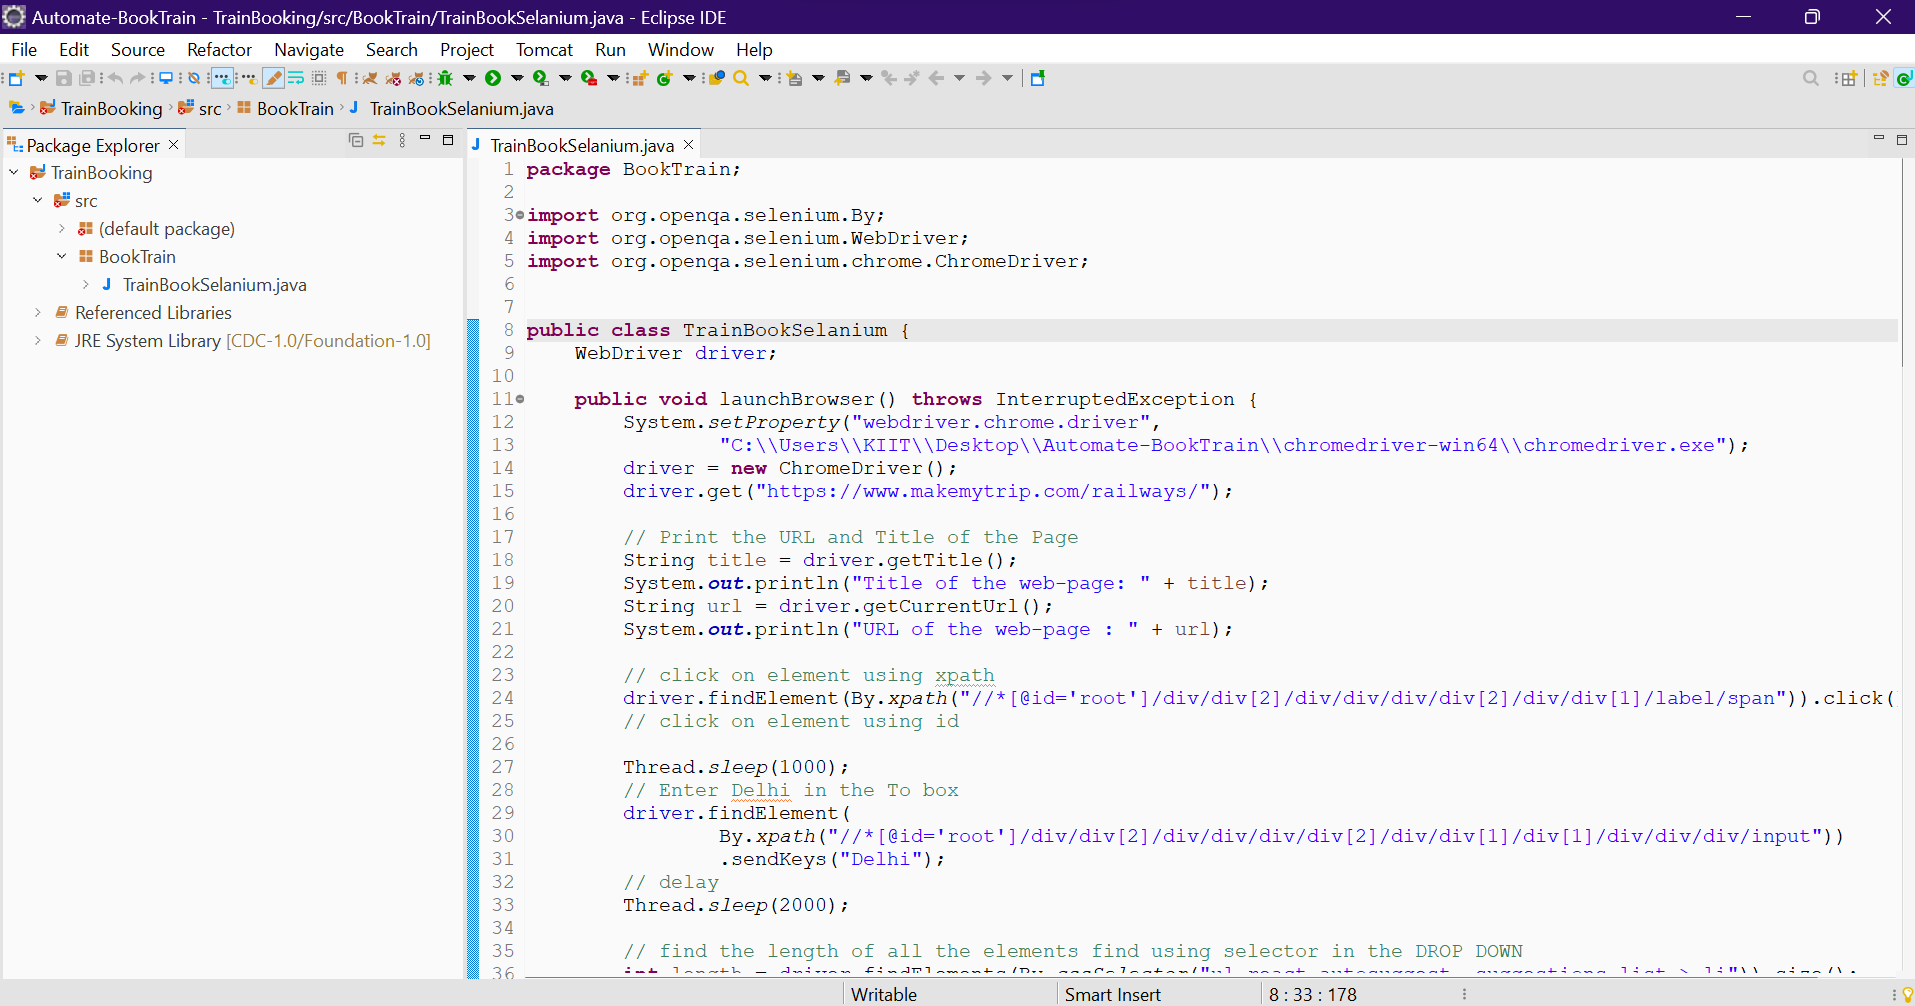 Automate-BookTrain - TrainBooking/src/BookTrain/TrainBookSelanium.java - Eclipse IDE
File Edit Source Refactor Navigate Search Project Tomcat Run Window Help
TrainBooking src BookTrain TrainBookSelanium.java
Package Explorer
TrainBooking
src
(default package)
BookTrain
TrainBookSelanium.java
Referenced Libraries
JRE System Library [CDC-1.0/Foundation-1.0]
TrainBookSelanium.java
1 package BookTrain;
2
3 import org.openqa.selenium.By;
4 import org.openqa.selenium.WebDriver;
5 import org.openqa.selenium.chrome.ChromeDriver;
6
7
8 public class TrainBookSelanium {
9 WebDriver driver;
10
11 public void launchBrowser() throws InterruptedException {
12 System.setProperty("webdriver.chrome.driver",
13 "C:\\Users\\KIIT\\Desktop\\Automate-BookTrain\\chromedriver-win64\\chromedriver.exe");
14 driver = new ChromeDriver();
15 driver.get("https://www.makemytrip.com/railways/");
16
17 // Print the URL and Title of the Page
18 String title = driver.getTitle();
19 System.out.println("Title of the web-page: " + title);
20 String url = driver.getCurrentUrl();
21 System.out.println("URL of the web-page : " + url);
22
23 // click on element using xpath
24 driver.findElement(By.xpath("//*[@id='root']/div/div[2]/div/div/div/div[2]/div/div[1]/label/span")).click(
25 // click on element using id
26
27 Thread.sleep(1000);
28 // Enter Delhi in the To box
29 driver.findElement(
30 By.xpath("//*[@id='root']/div/div[2]/div/div/div/div[2]/div/div[1]/div[1]/div/div/div/input"))
31 .sendKeys("Delhi");
32 // delay
33 Thread.sleep(2000);
34
35 // find the length of all the elements find using selector in the DROP DOWN
36
Writable Smart Insert 8 : 33 : 178